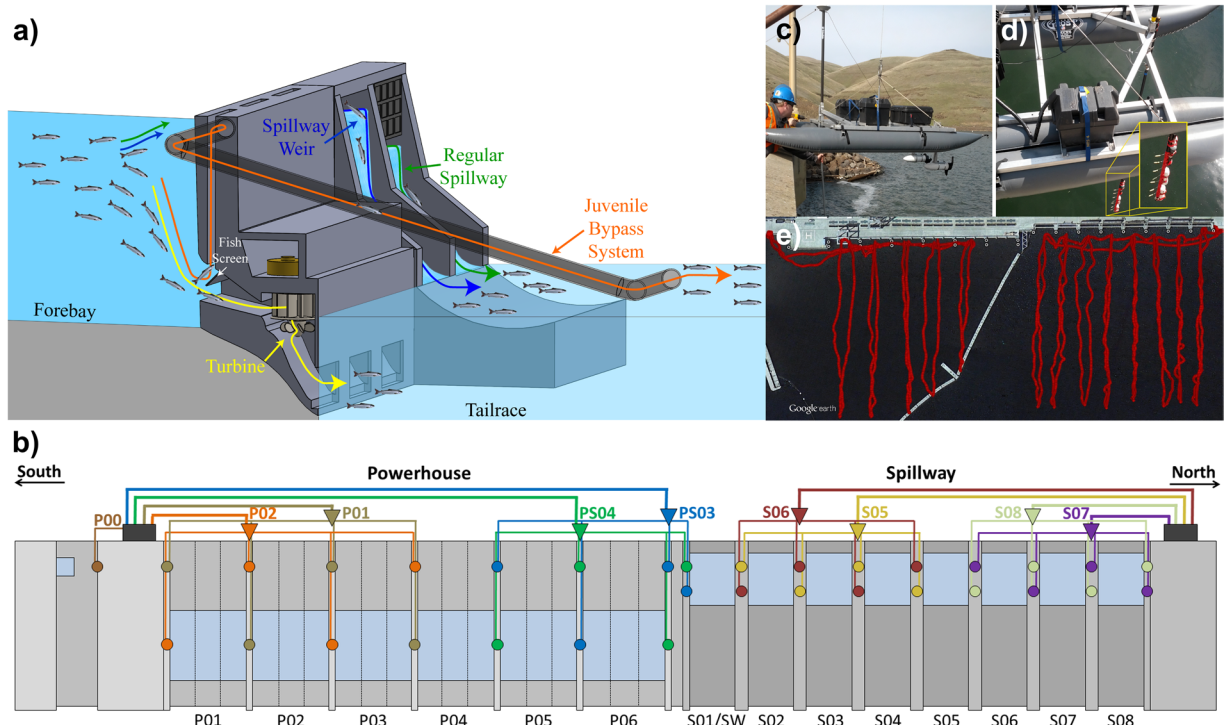 a)
Spillway
Weir
Regular
Spillway
Juvenile
Bypass
System
Fish
Screen
Forebay
Turbine
Tailrace
c)
d)
e)
Google earth
b)
South
Powerhouse
Spillway
North
P00
P02
P01
PS04
PS03
S06
S05
S08
S07
P01
P02
P03
P04
P05
P06
S01/SW
S02
S03
S04
S05
S06
S07
S08